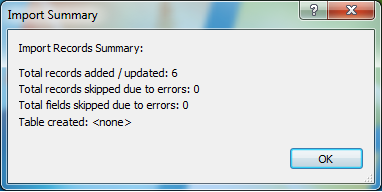 Import Summary
Import Records Summary:
Total records added / updated: 6
Total records skipped due to errors: 0
Total fields skipped due to errors: 0
Table created: <none>
OK